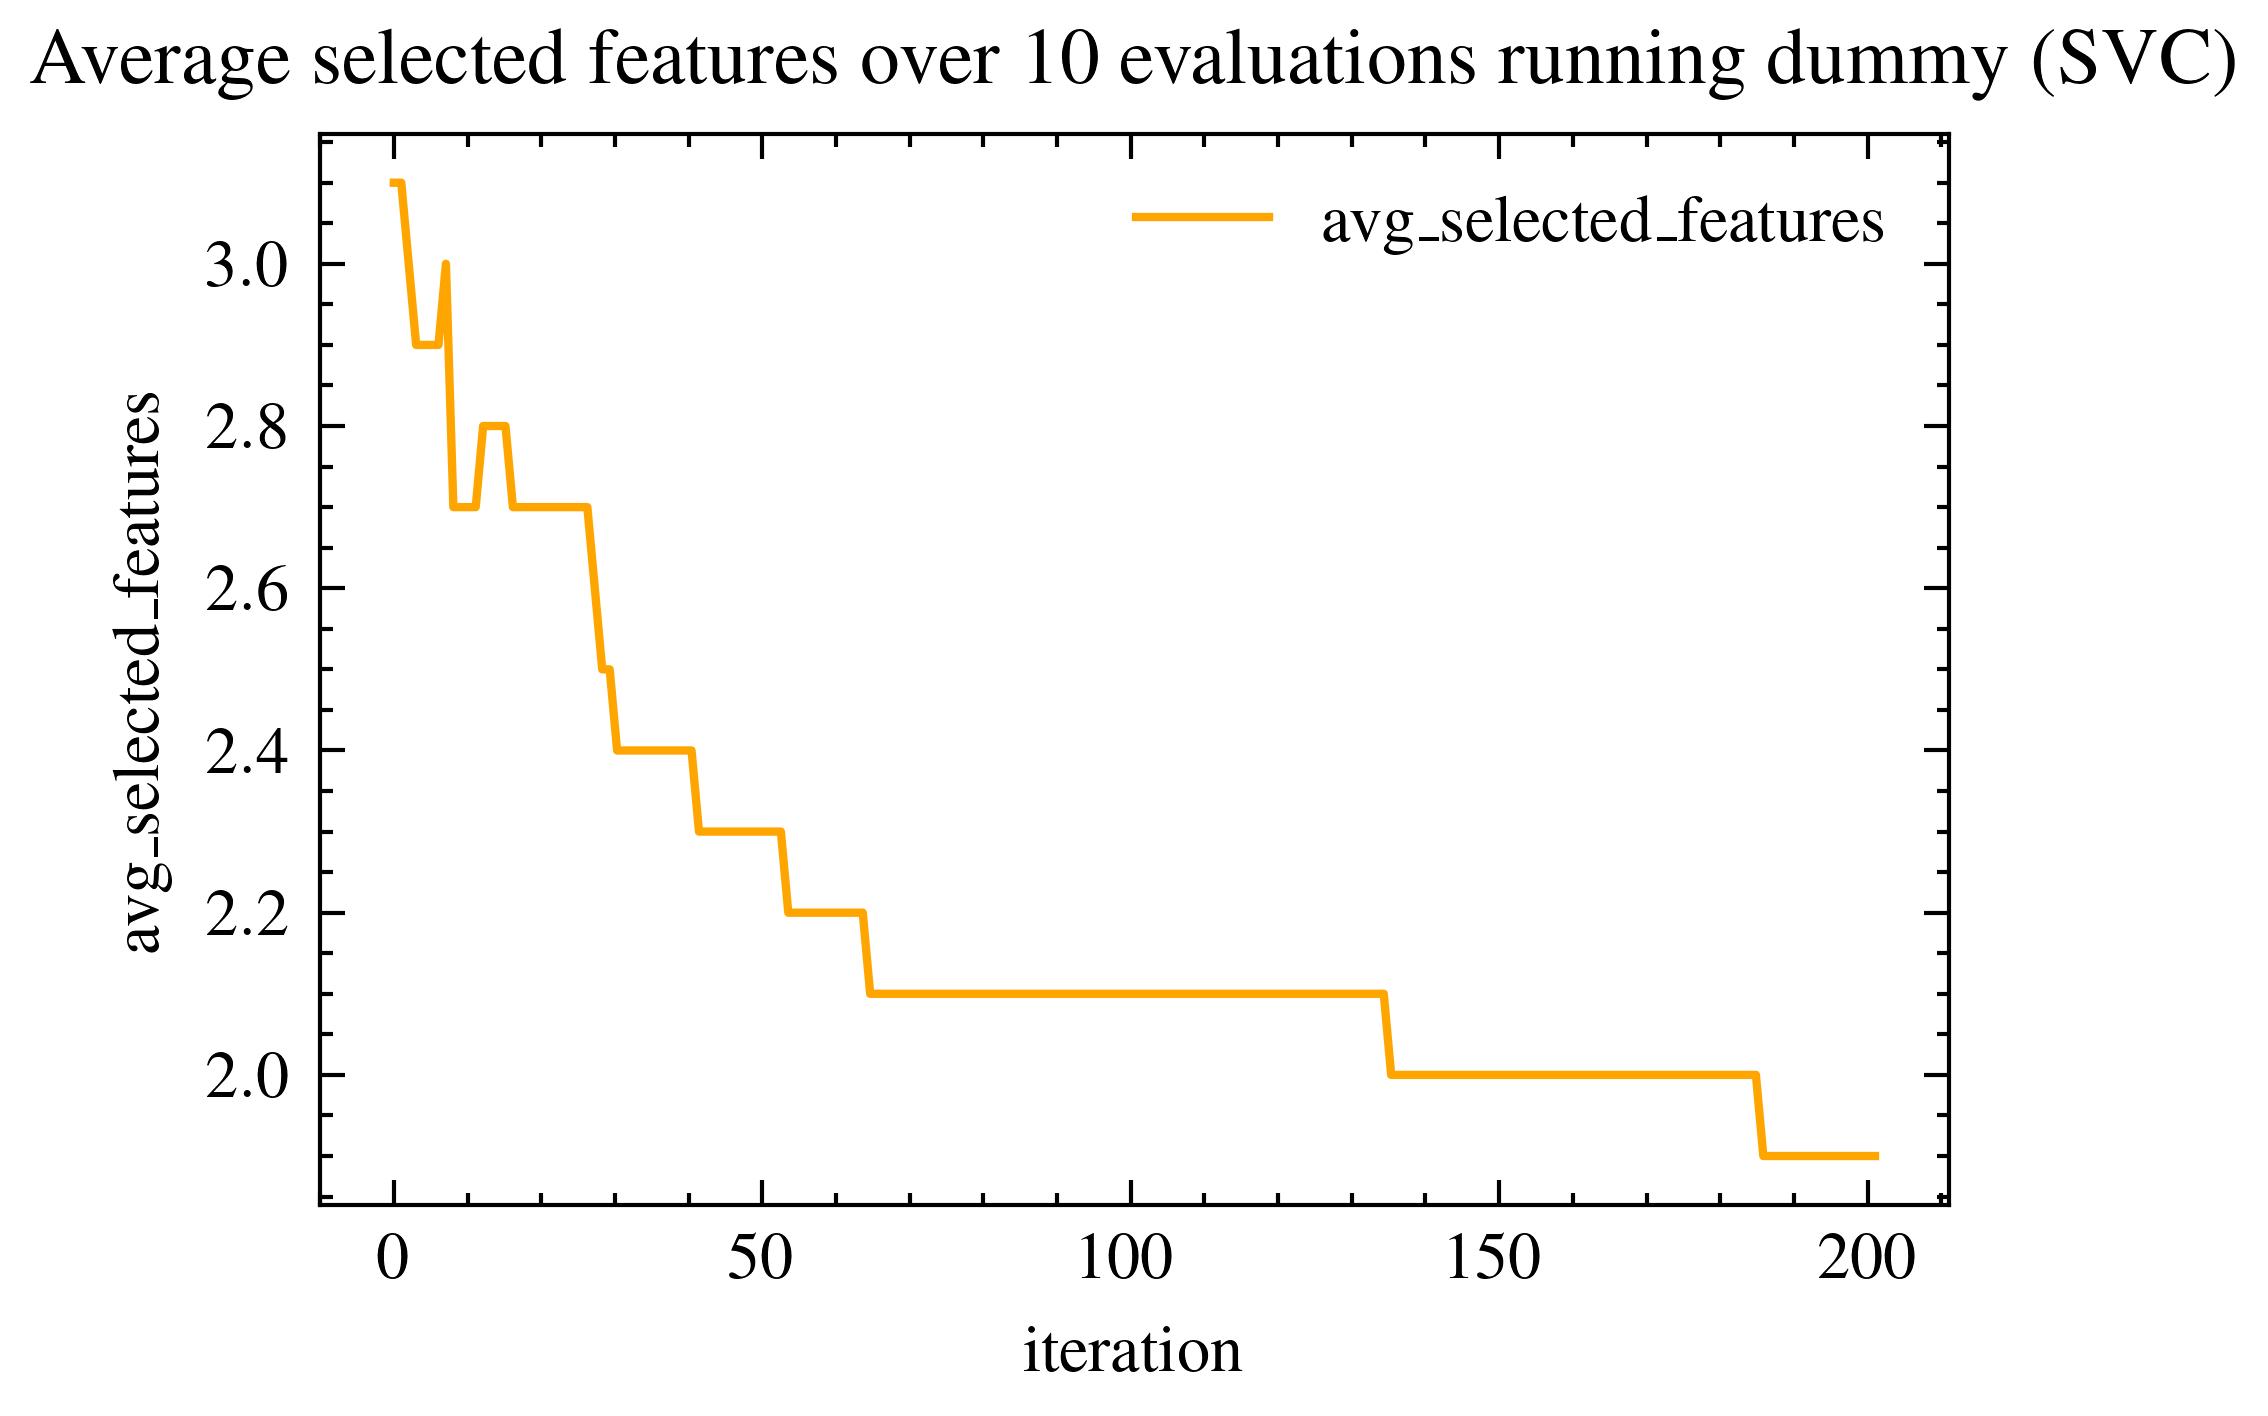 Average selected features over 10 evaluations running dummy (SVC)
avg_selected_features
3.0
2.8
2.6
2.4
2.2
2.0
avg_selected_features
0 50 100 150 200
iteration